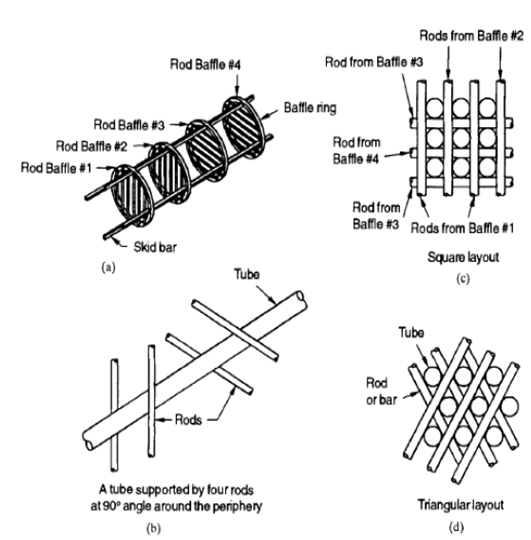 Rod Baffle #4
Rod Baffle #3
Baffle ring
Rod Baffle #2
Rod Baffle #1
Skid bar
(a)
Tube
Rods
A tube supported by four rods
at 90° angle around the periphery
(b)
Rods from Baffle #2
Rod from Baffle #3
Rod from
Baffle #4
Rod from
Baffle #3
Rods from Baffle #1
Square layout
(c)
Tube
Rod
or bar
Triangular layout
(d)